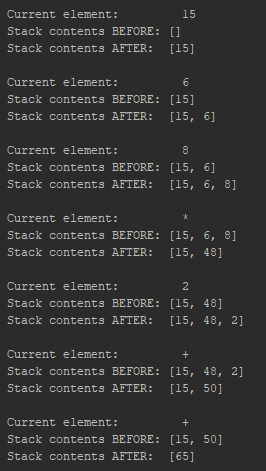 Current element:         15
Stack contents BEFORE: []
Stack contents AFTER:  [15]

Current element:         6
Stack contents BEFORE: [15]
Stack contents AFTER:  [15, 6]

Current element:         8
Stack contents BEFORE: [15, 6]
Stack contents AFTER:  [15, 6, 8]

Current element:         *
Stack contents BEFORE: [15, 6, 8]
Stack contents AFTER:  [15, 48]

Current element:         2
Stack contents BEFORE: [15, 48]
Stack contents AFTER:  [15, 48, 2]

Current element:         +
Stack contents BEFORE: [15, 48, 2]
Stack contents AFTER:  [15, 50]

Current element:         +
Stack contents BEFORE: [15, 50]
Stack contents AFTER:  [65]